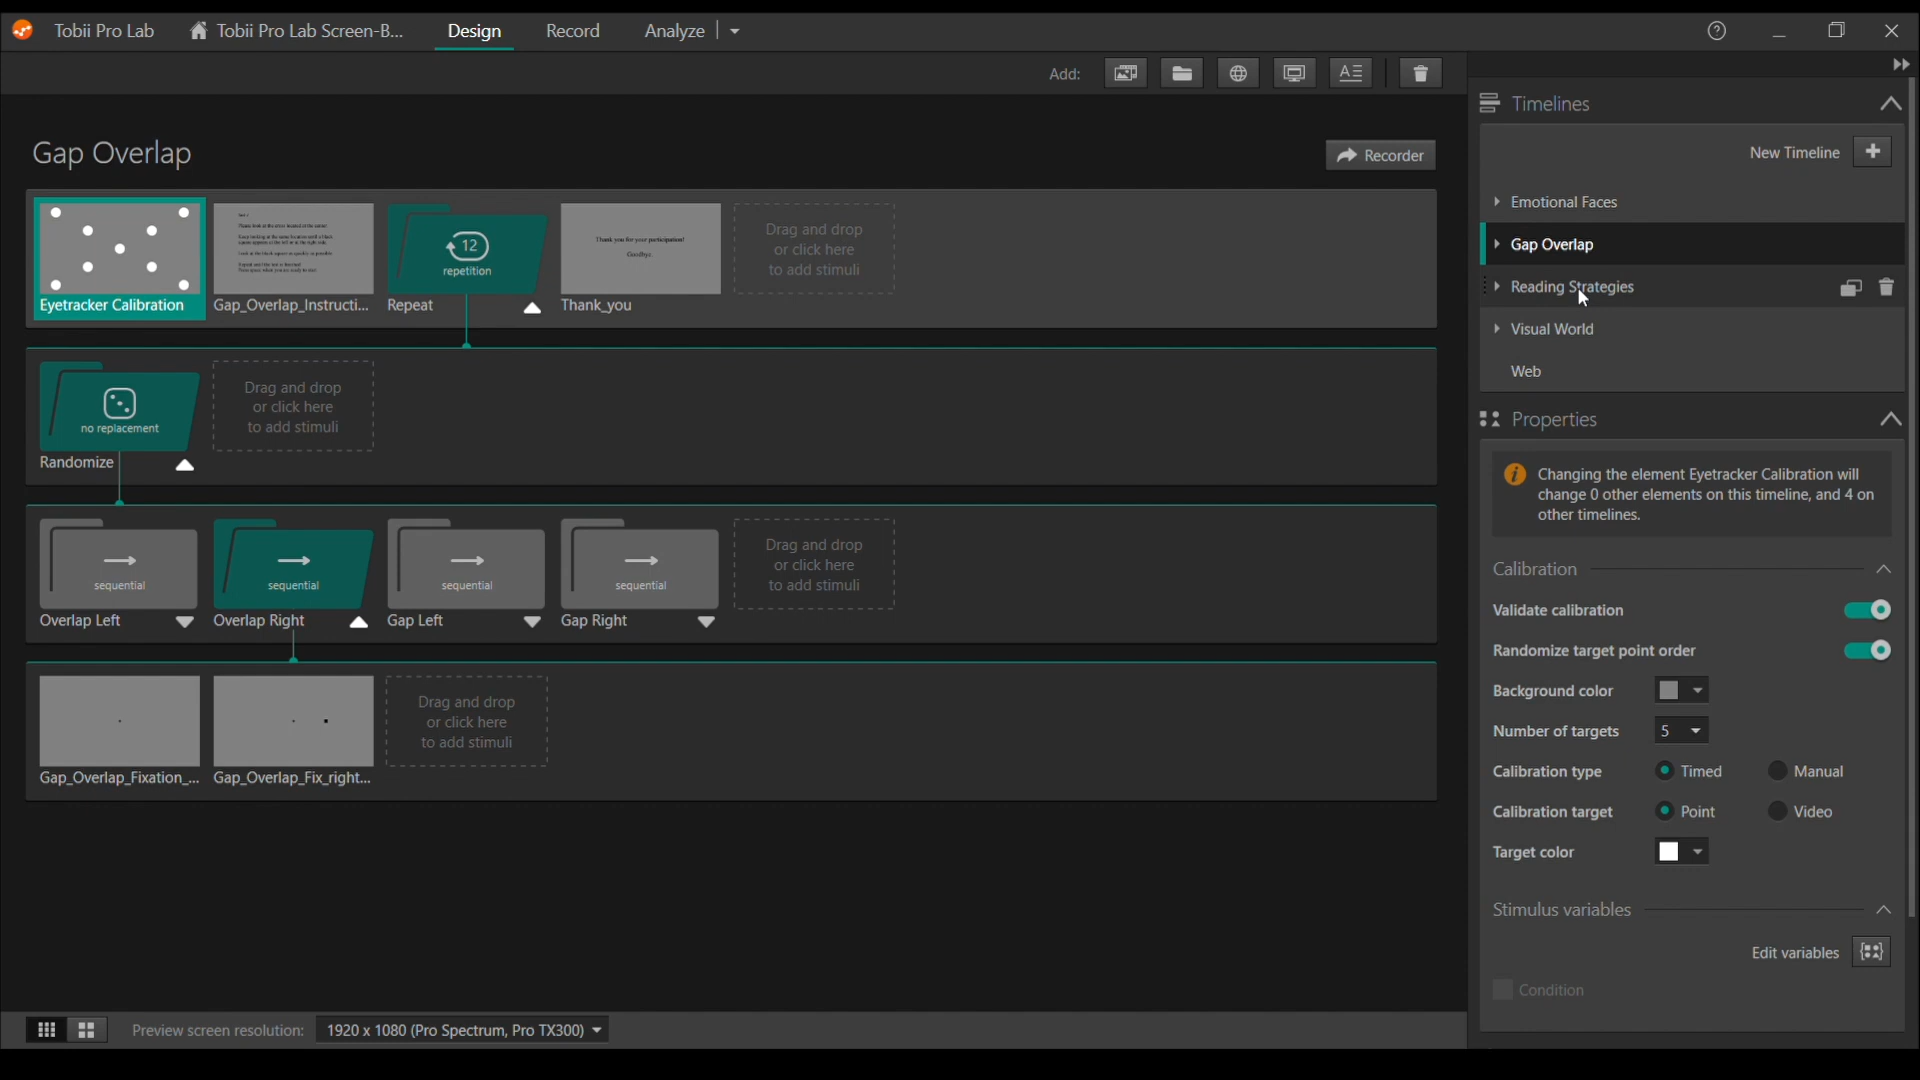 Tobii Pro Lab
Tobii Pro Lab Screen-B...
Design
Record
Analyze
Add:
Gap Overlap
Recorder
Eyetracker Calibration
Gap_Overlap_Instructi...
12
repetition
Repeat
Thank you for your participation!
Goodbye.
Thank_you
Drag and drop
or click here
to add stimuli
no replacement
Randomize
Drag and drop
or click here
to add stimuli
sequential
Overlap Left
sequential
Overlap Right
sequential
Gap Left
sequential
Gap Right
Drag and drop
or click here
to add stimuli
Gap_Overlap_Fixation_...
Gap_Overlap_Fix_right...
Drag and drop
or click here
to add stimuli
Preview screen resolution:
1920 x 1080 (Pro Spectrum, Pro TX300)
Timelines
New Timeline
Emotional Faces
Gap Overlap
Reading Strategies
Visual World
Web
Properties
Changing the element Eyetracker Calibration will
change 0 other elements on this timeline, and 4 on
other timelines.
Calibration
Validate calibration
Randomize target point order
Background color
Number of targets 5
Calibration type Timed Manual
Calibration target Point Video
Target color
Stimulus variables
Edit variables
Condition